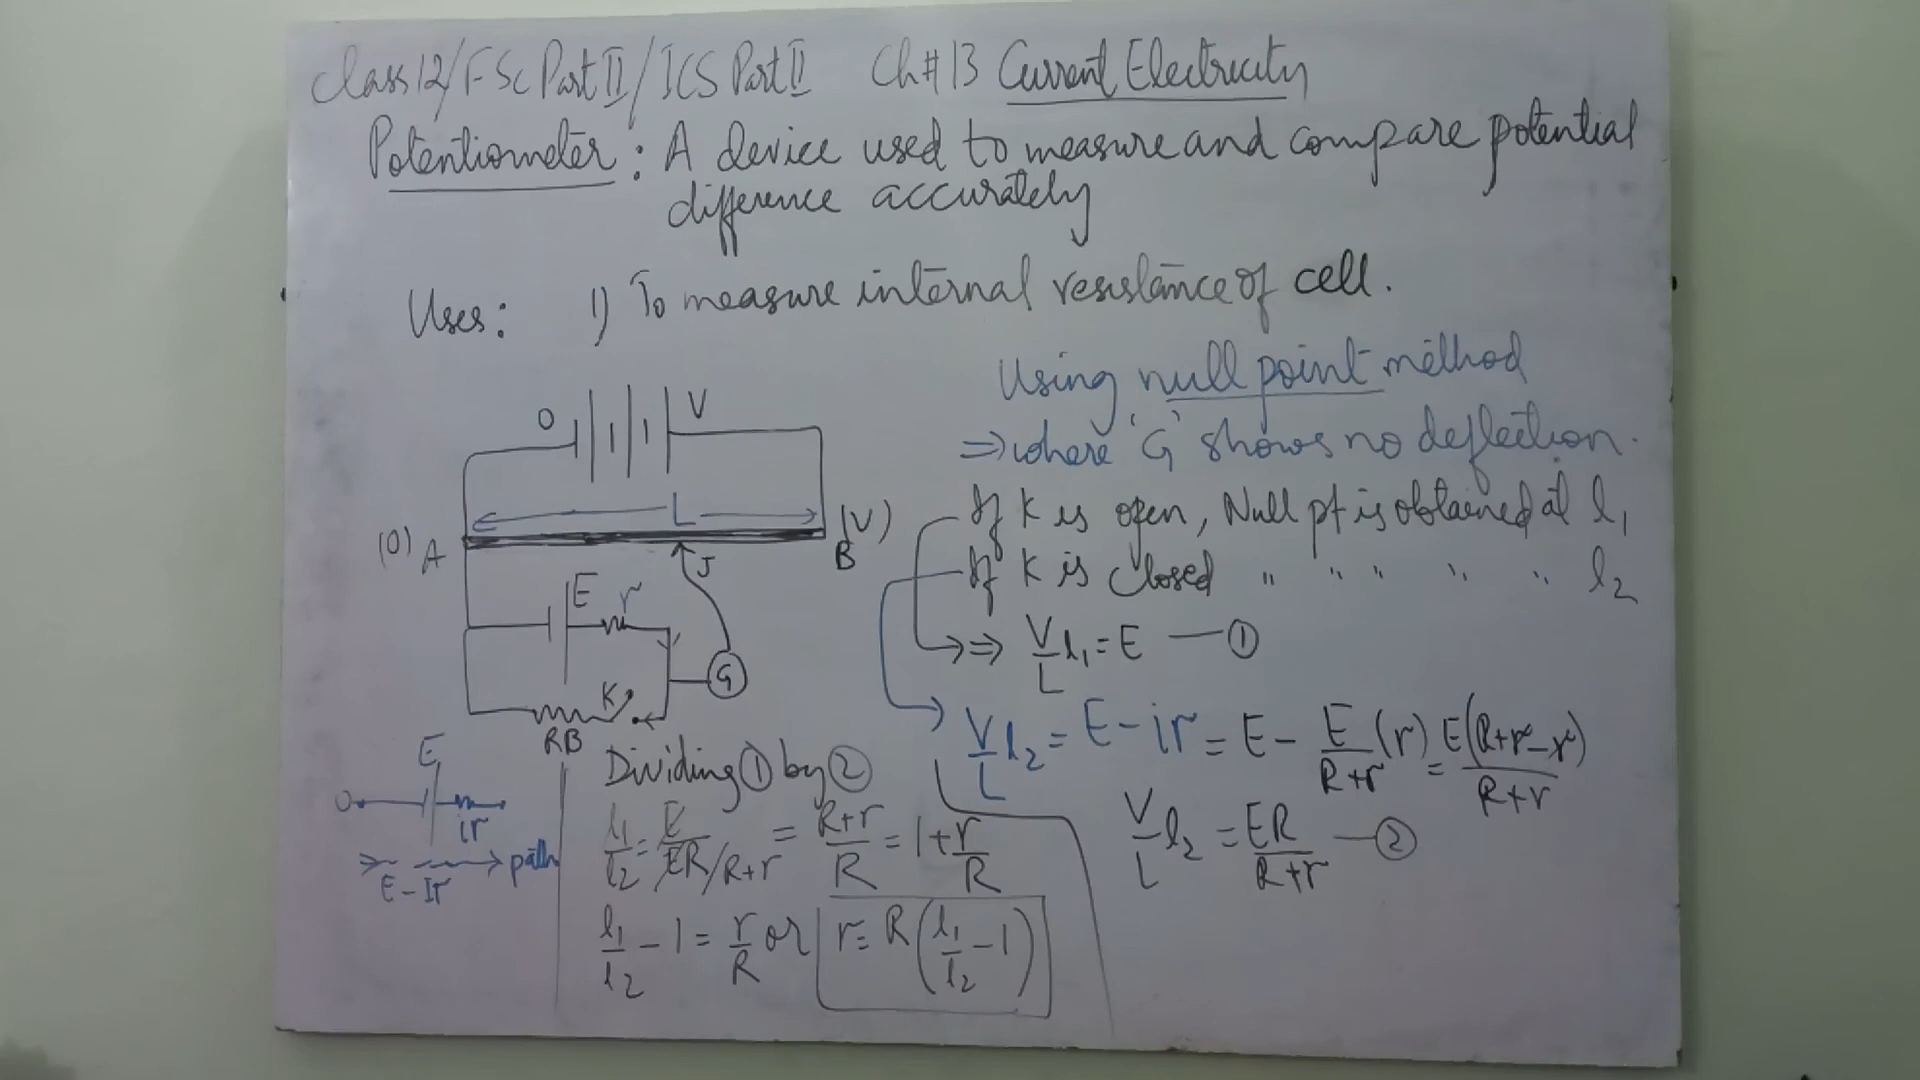 Class 12/FSc Part II/ICS Part II Ch# 13 Current Electricity
Potentiometer: A device used to measure and compare potential
difference accurately
Uses: 1) To measure internal resistance of cell.
Using null point method
⇒ where 'G' shows no deflection.
If K is open, Null pt is obtained at l₁
If K is closed " " " " " l₂
⇒ V/L l₁ = E — ①
V/L l₂ = E - ir = E - E/(R+r) (r) = E(R+r-r)/(R+r)
V/L l₂ = ER/(R+r) — ②
O V
L
(O) A B (V)
J
E r
G
K
RB
E
O
ir
E-Ir path
Dividing ① by ②
l₁/l₂ = E/(ER/R+r) = (R+r)/R = 1 + r/R
l₁/l₂ - 1 = r/R or r = R(l₁/l₂ - 1)